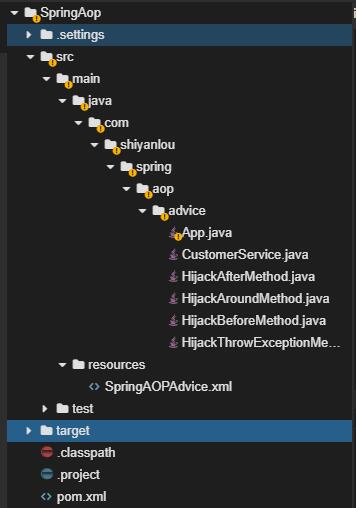 SpringAop
.settings
src
main
java
com
shiyanlou
spring
aop
advice
App.java
CustomerService.java
HijackAfterMethod.java
HijackAroundMethod.java
HijackBeforeMethod.java
HijackThrowExceptionMe...
resources
SpringAOPAdvice.xml
test
target
.classpath
.project
pom.xml